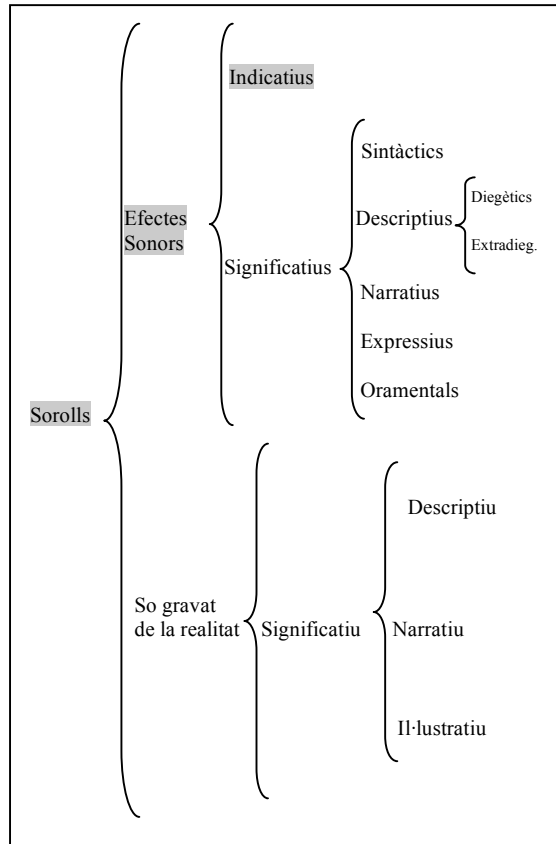 Indicatius
Sintàctics
Diegètics
Efectes
Sonors
Descriptius
Extradieg.
Significatius
Narratius
Expressius
Oramentals
Sorolls
Descriptiu
So gravat
de la realitat
Significatiu
Narratiu
Il·lustratiu